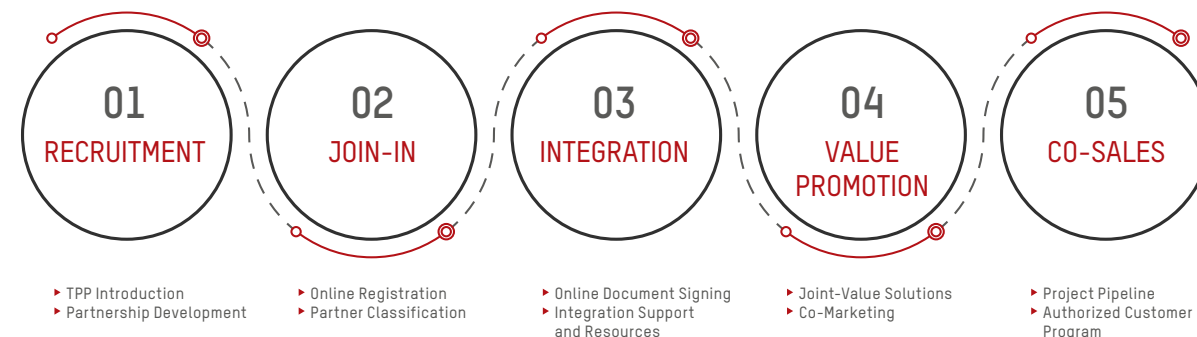 01
RECRUITMENT
TPP Introduction
Partnership Development
02
JOIN-IN
Online Registration
Partner Classification
03
INTEGRATION
Online Document Signing
Integration Support
and Resources
04
VALUE
PROMOTION
Joint-Value Solutions
Co-Marketing
05
CO-SALES
Project Pipeline
Authorized Customer
Program